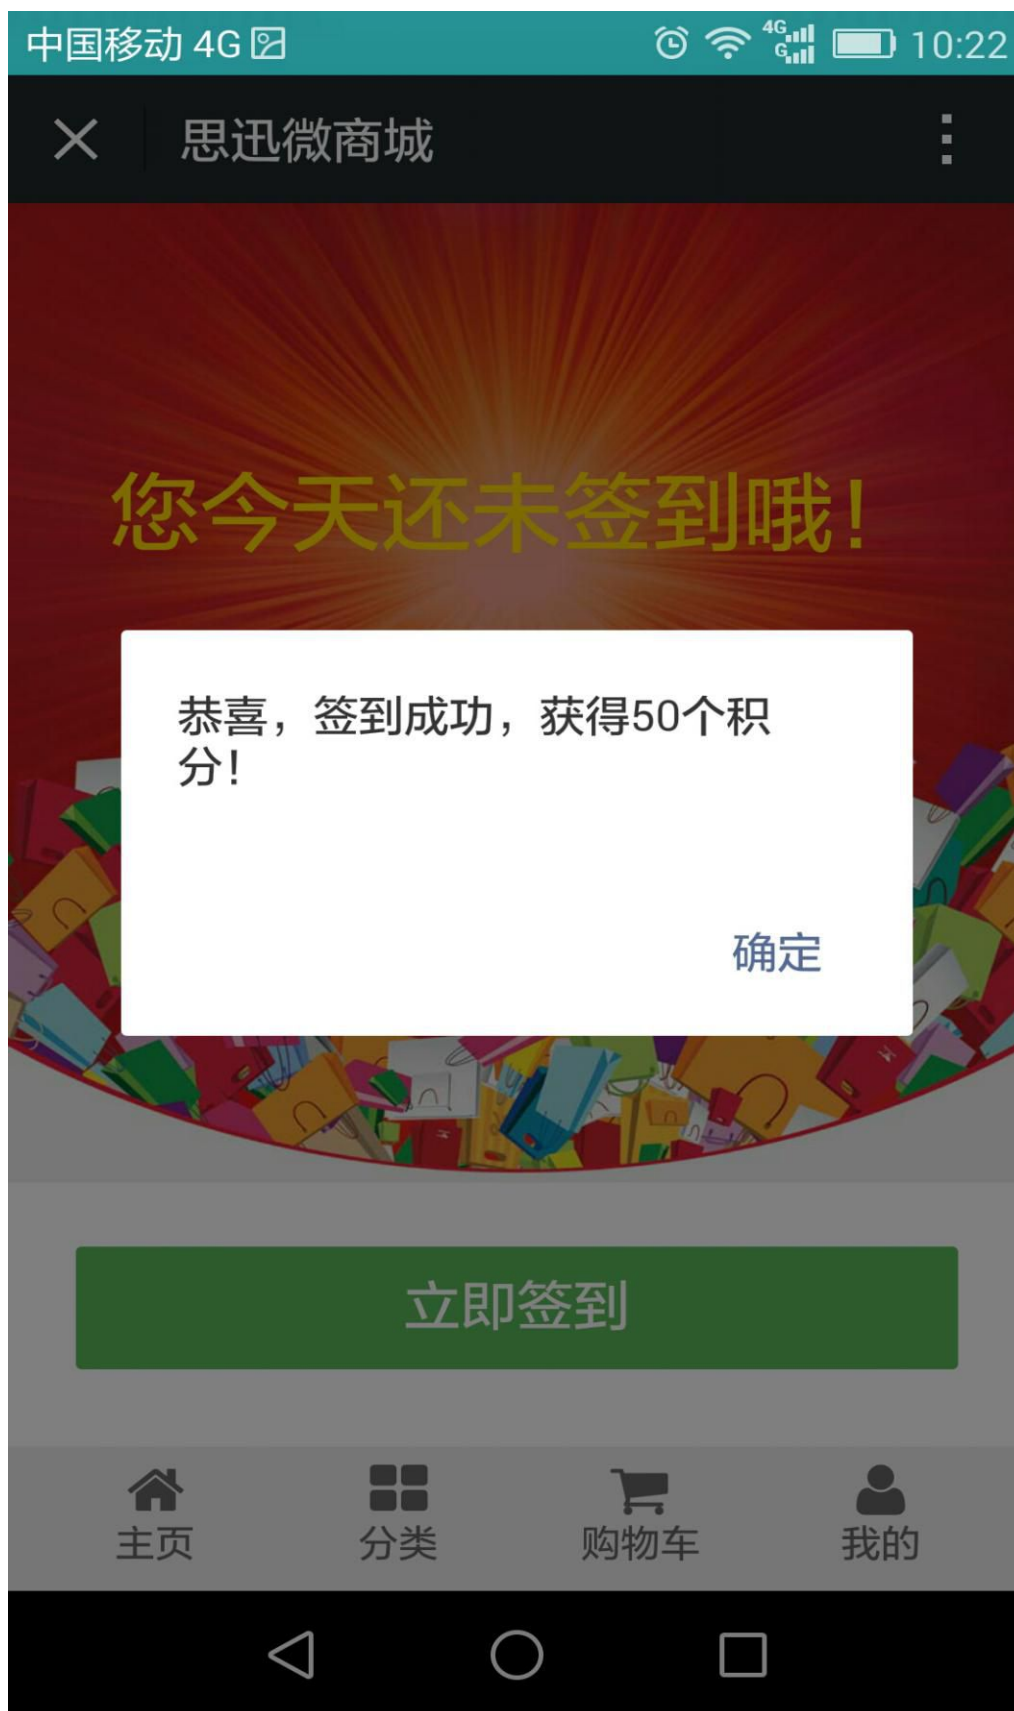 中国移动 4G
4G
G
10:22
思迅微商城
您今天还未签到哦！
恭喜，签到成功，获得50个积
分！
确定
立即签到
主页 分类 购物车 我的